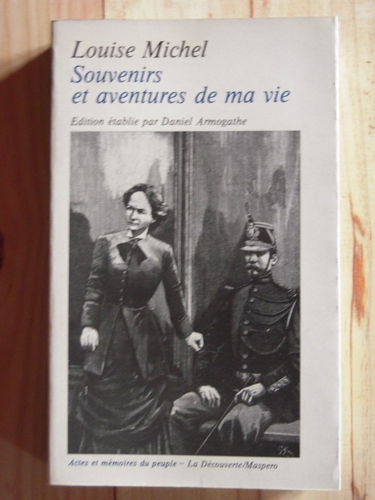 Louise Michel
Souvenirs
et aventures de ma vie
Edition établie par Daniel Armogathe
Actes et mémoires du peuple – La Découverte/Maspero